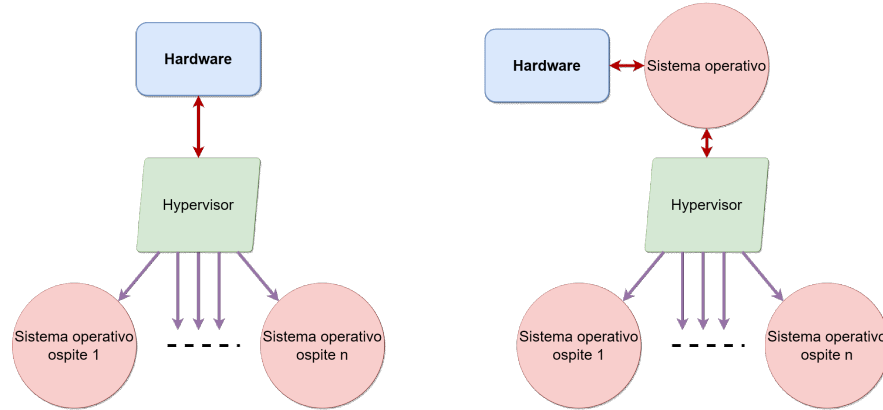 Hardware
Hypervisor
Sistema operativo
ospite 1
Sistema operativo
ospite n
Hardware
Sistema operativo
Hypervisor
Sistema operativo
ospite 1
Sistema operativo
ospite n